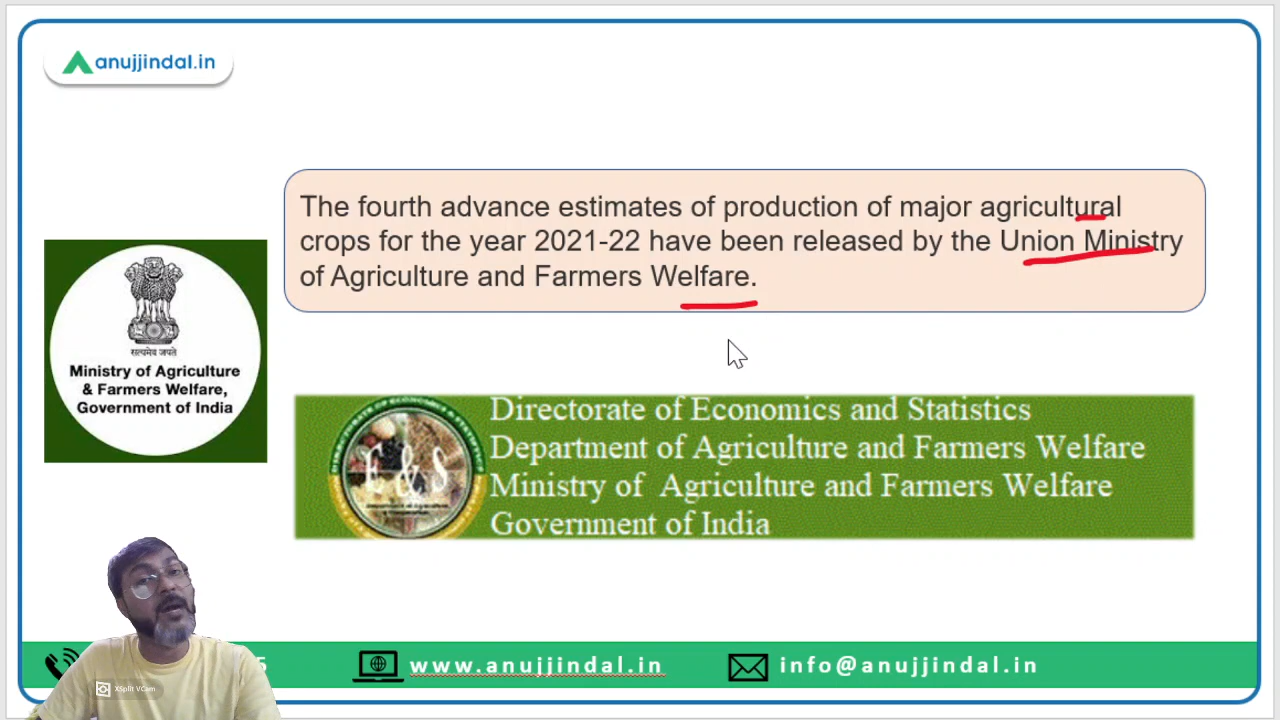 anujjindal.in
The fourth advance estimates of production of major agricultural
crops for the year 2021-22 have been released by the Union Ministry
of Agriculture and Farmers Welfare.
सत्यमेव जयते
Ministry of Agriculture
& Farmers Welfare,
Government of India
E & S
Directorate of Economics and Statistics
Department of Agriculture and Farmers Welfare
Ministry of Agriculture and Farmers Welfare
Government of India
5
www.anujjindal.in
info@anujjindal.in
XSplit VCam